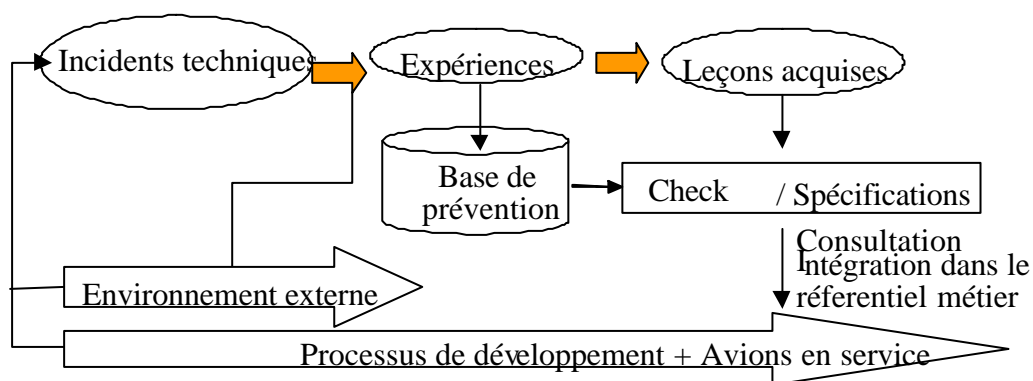 Incidents techniques
Expériences
Leçons acquises
Base de
prévention
Check / Spécifications
Consultation
Intégration dans le
réferentiel métier
Environnement externe
Processus de développement + Avions en service